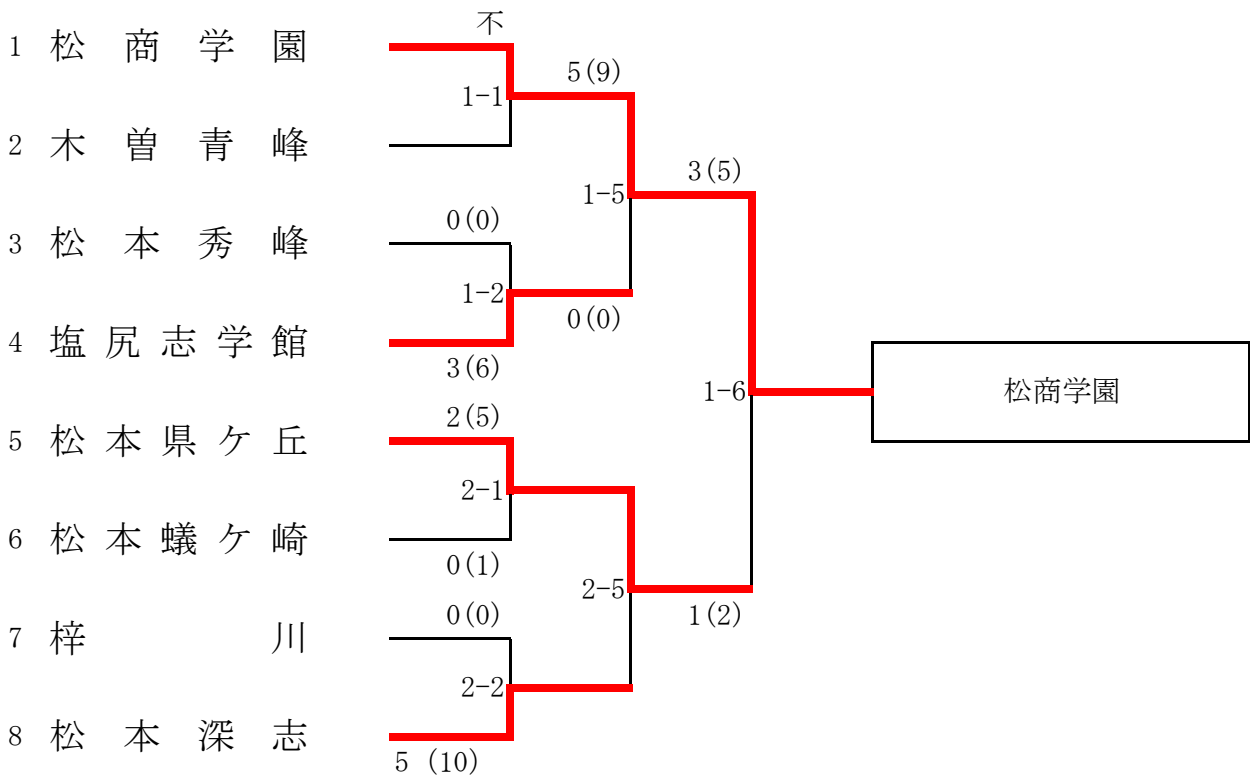 不
1 松商学園
5(9)
1-1
2 木曽青峰
3(5)
1-5
0(0)
3 松本秀峰
1-2
0(0)
4 塩尻志学館
3(6)
1-6
松商学園
2(5)
5 松本県ケ丘
2-1
6 松本蟻ケ崎
0(1)
2-5
0(0)
1(2)
7 梓川
2-2
8 松本深志
5 (10)